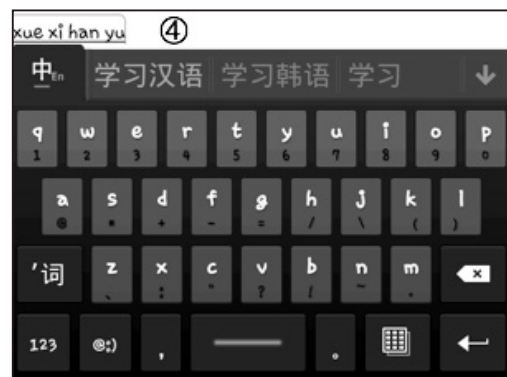 xue xi han yu ④
中En 学习汉语 学习韩语 学习
q w e r t y u i o p
1 2 3 4 5 6 7 8 9 0
a s d f g h j k l
@ * + - = / \ ( )
'词 z x c v b n m
、 : " ? ! ~ 。
123 @:) , 。